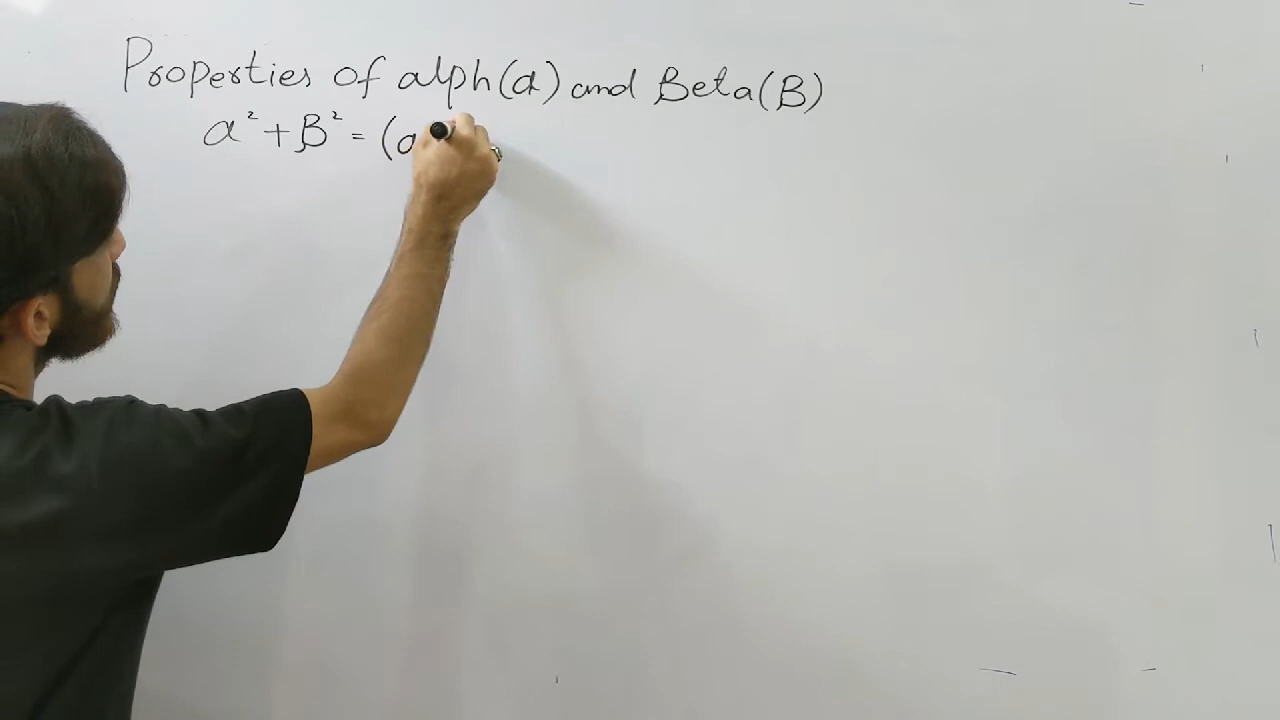 Properties of alph(α) and Beta(β)
α² + β² = (α